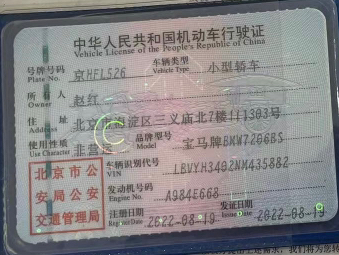 中华人民共和国机动车行驶证
Vehicle License of the People's Republic of China
号牌号码 京HFL526 车辆类型 小型轿车
Plate No. Vehicle Type
所有人 赵红
Owner
住址 海淀区三义庙北7楼1门1303号
Address
使用性质 非营运 品牌型号 宝马牌BMW7200BS
Use Character Model
北京市公 车辆识别代号 LBVYH3402NM435882
VIN
安局公安 发动机号码 A984E668
Engine No.
交通管理局 注册日期 2022-08-19 发证日期 2022-08-19
Register Date Issue Date